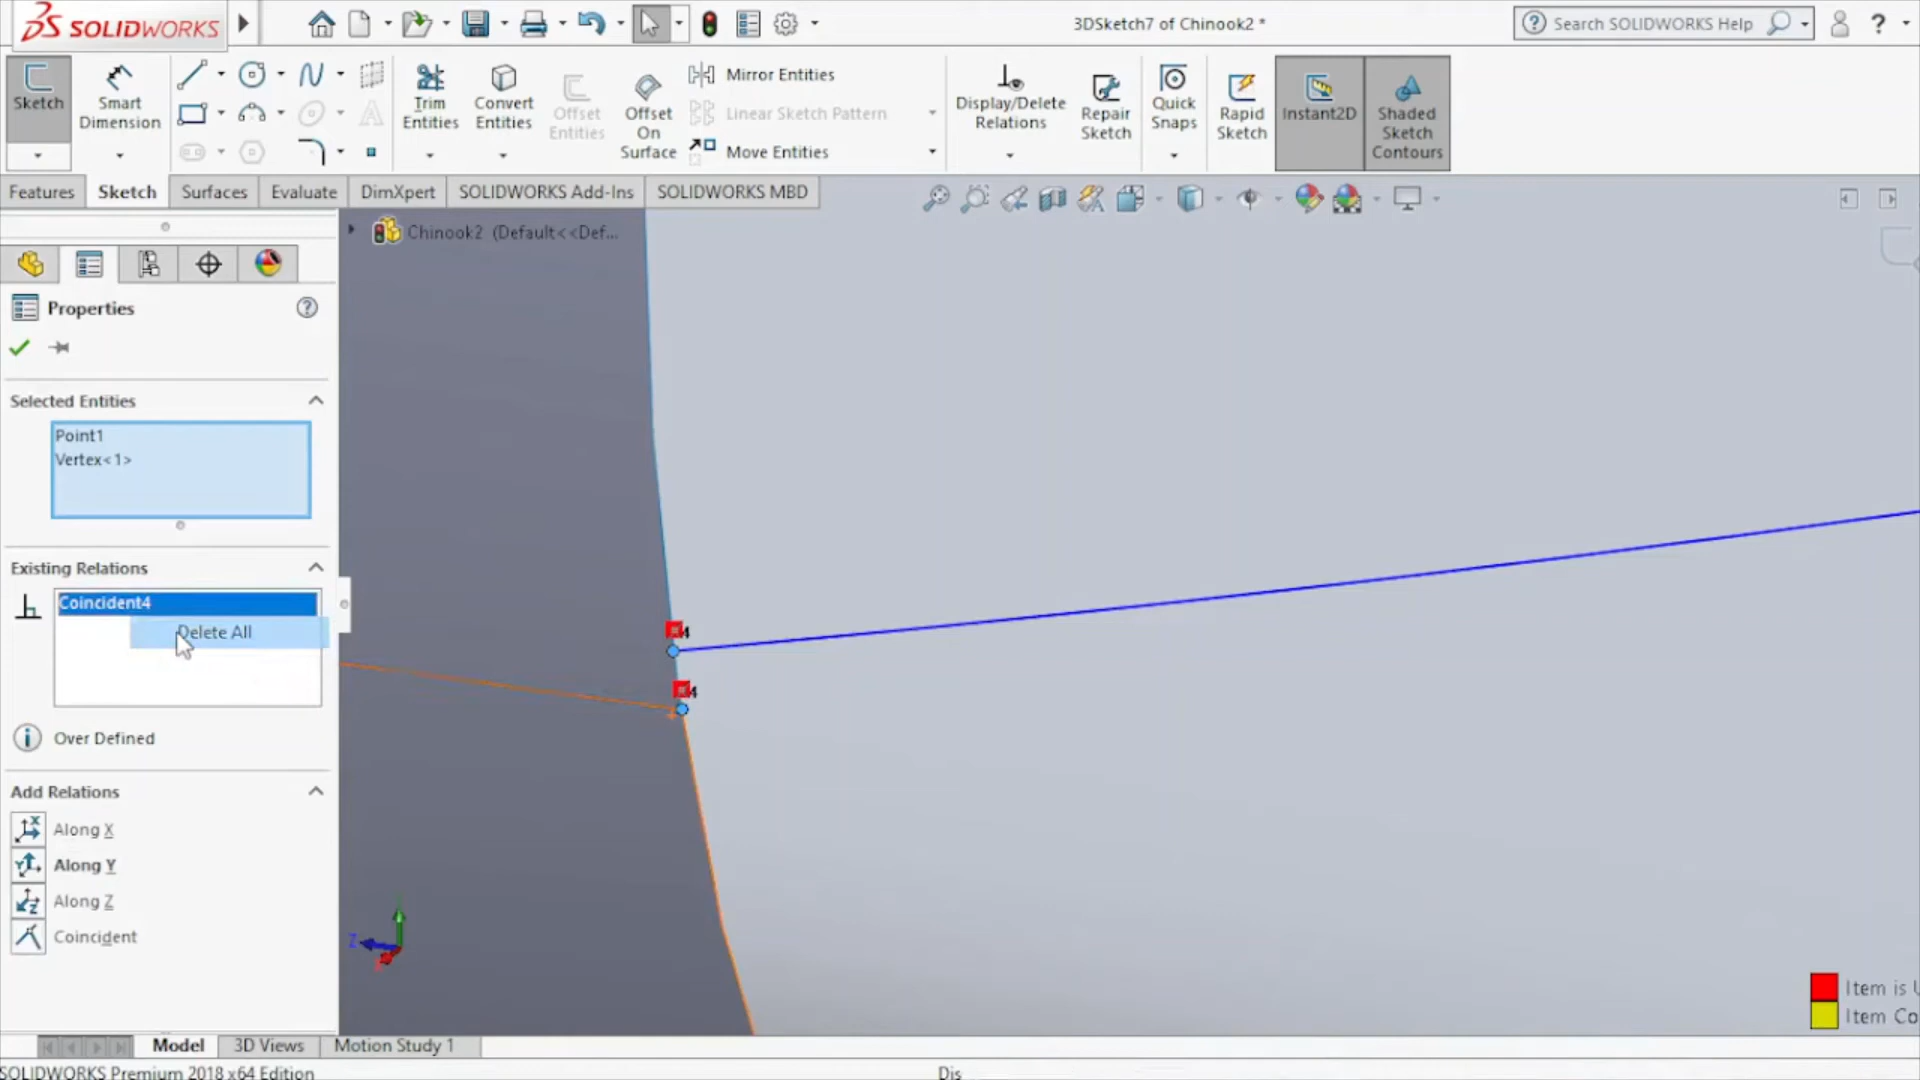 SOLIDWORKS
3DSketch7 of Chinook2 *
Search SOLIDWORKS Help
?
Sketch
Smart Dimension
Trim Entities
Convert Entities
Offset Entities
Offset On Surface
Mirror Entities
Linear Sketch Pattern
Move Entities
Display/Delete Relations
Repair Sketch
Quick Snaps
Rapid Sketch
Instant2D
Shaded Sketch Contours
Features
Sketch
Surfaces
Evaluate
DimXpert
SOLIDWORKS Add-Ins
SOLIDWORKS MBD
Chinook2 (Default<<Def...
Properties
Selected Entities
Point1
Vertex<1>
Existing Relations
Coincident4
Delete All
4
4
Over Defined
Add Relations
Along X
Along Y
Along Z
Coincident
Z
Item is U
Item Co
Model
3D Views
Motion Study 1
SOLIDWORKS Premium 2018 x64 Edition
Dis